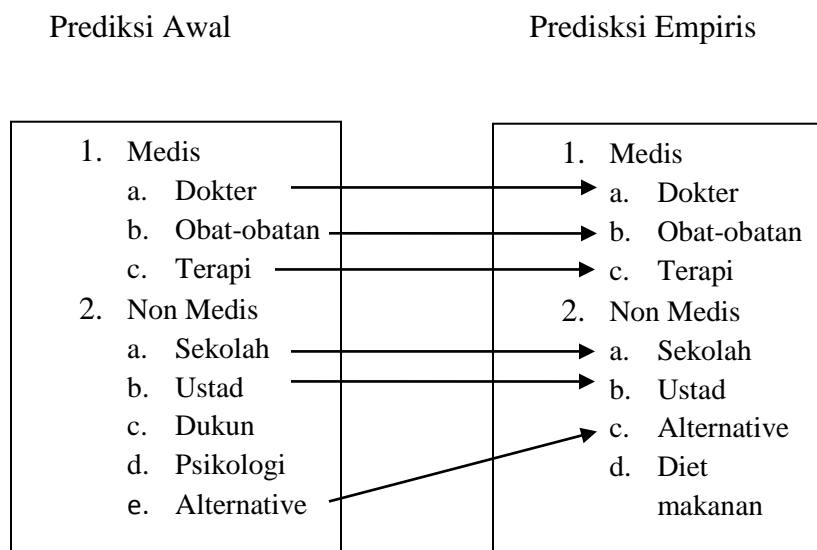 Prediksi Awal
Predisksi Empiris
1. Medis
a. Dokter
b. Obat-obatan
c. Terapi
2. Non Medis
a. Sekolah
b. Ustad
c. Dukun
d. Psikologi
e. Alternative
1. Medis
a. Dokter
b. Obat-obatan
c. Terapi
2. Non Medis
a. Sekolah
b. Ustad
c. Alternative
d. Diet
makanan